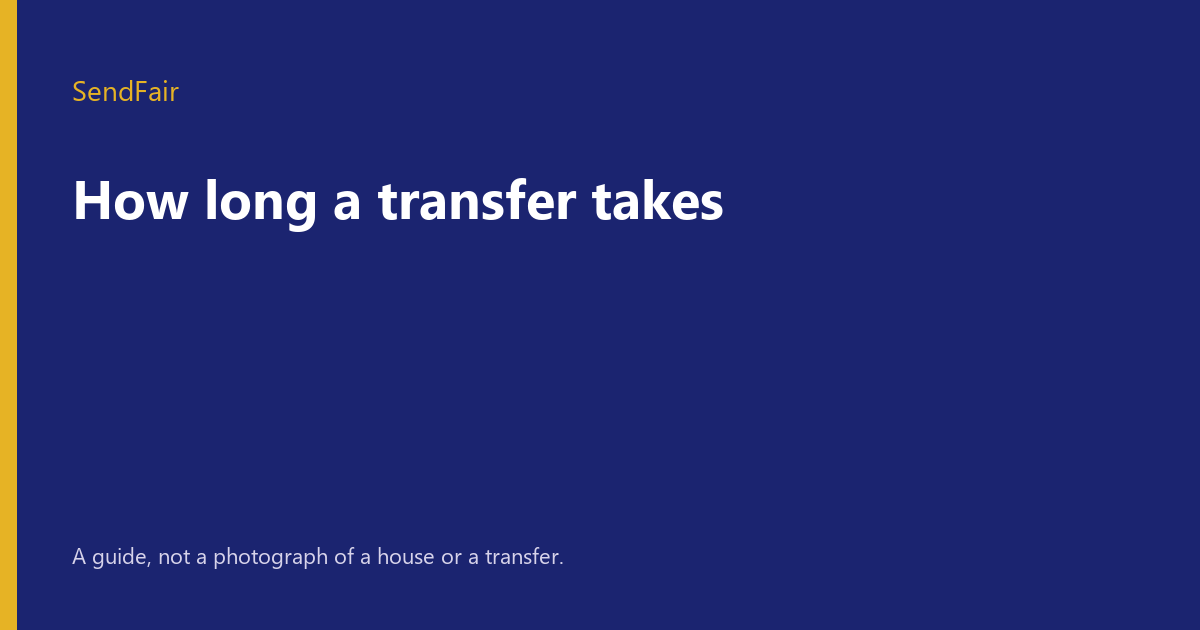 SendFair
How long a transfer takes
A guide, not a photograph of a house or a transfer.